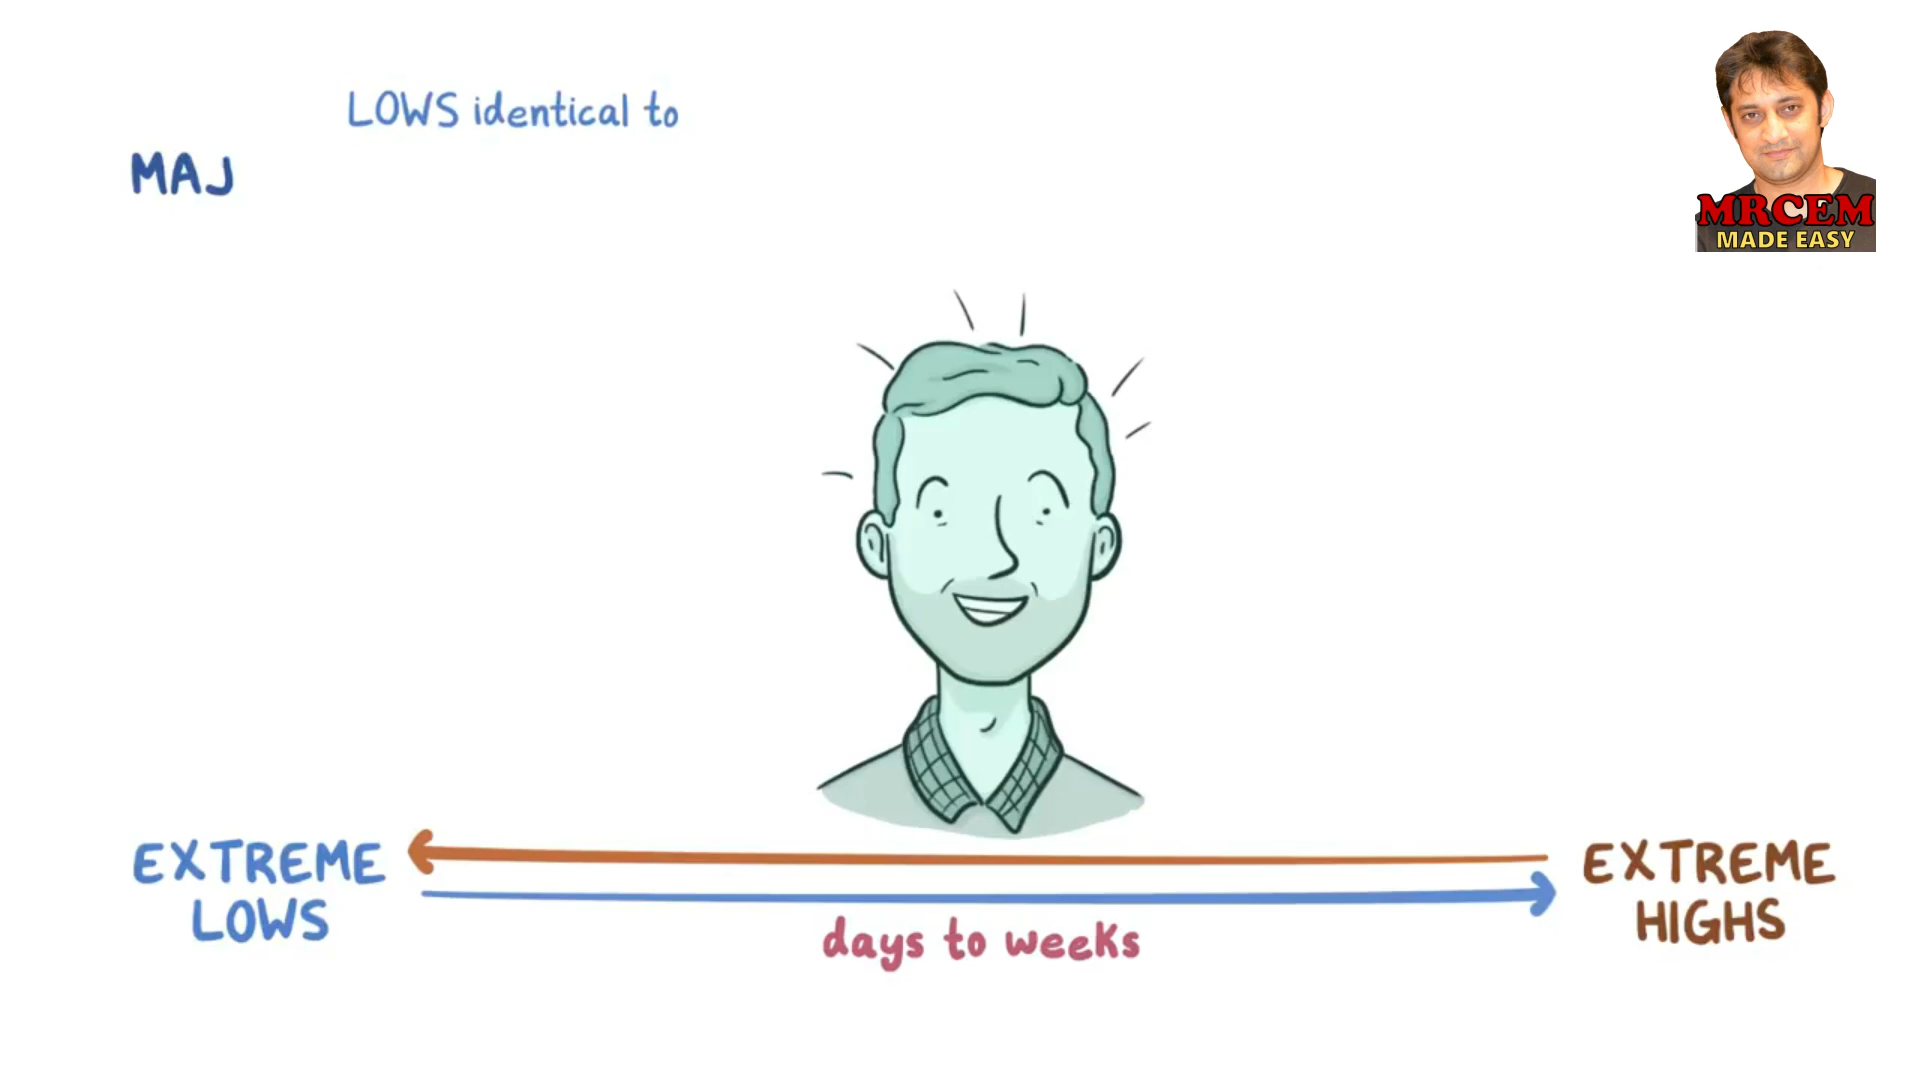 LOWS identical to
MAJ
MRCEM
MADE EASY
EXTREME
LOWS
days to weeks
EXTREME
HIGHS